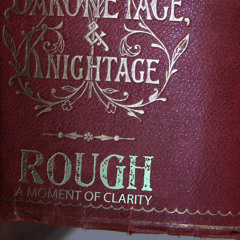 BARONETAGE,
&
KNIGHTAGE
ROUGH
A MOMENT OF CLARITY